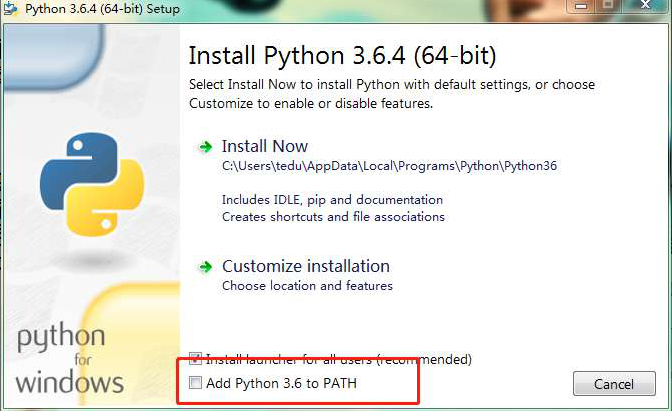 Python 3.6.4 (64-bit) Setup
Install Python 3.6.4 (64-bit)
Select Install Now to install Python with default settings, or choose
Customize to enable or disable features.
Install Now
C:\Users\tedu\AppData\Local\Programs\Python\Python36
Includes IDLE, pip and documentation
Creates shortcuts and file associations
Customize installation
Choose location and features
python
for
windows
Install launcher for all users (recommended)
Add Python 3.6 to PATH
Cancel